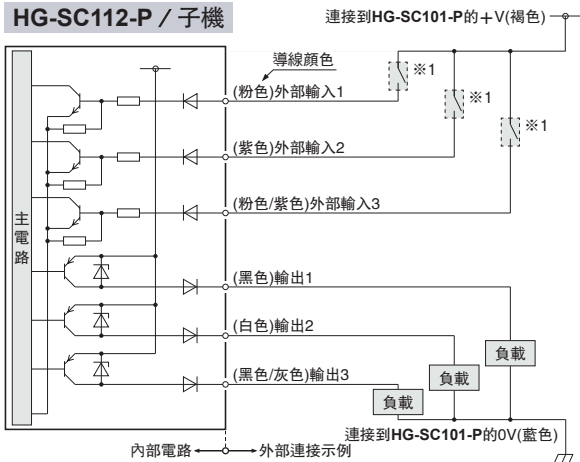 HG-SC112-P / 子機
連接到HG-SC101-P的＋V(褐色)
導線顏色
※1
(粉色)外部輸入1
※1
(紫色)外部輸入2
※1
(粉色/紫色)外部輸入3
主電路
(黑色)輸出1
(白色)輸出2
負載
負載
(黑色/灰色)輸出3
負載
連接到HG-SC101-P的0V(藍色)
內部電路
外部連接示例